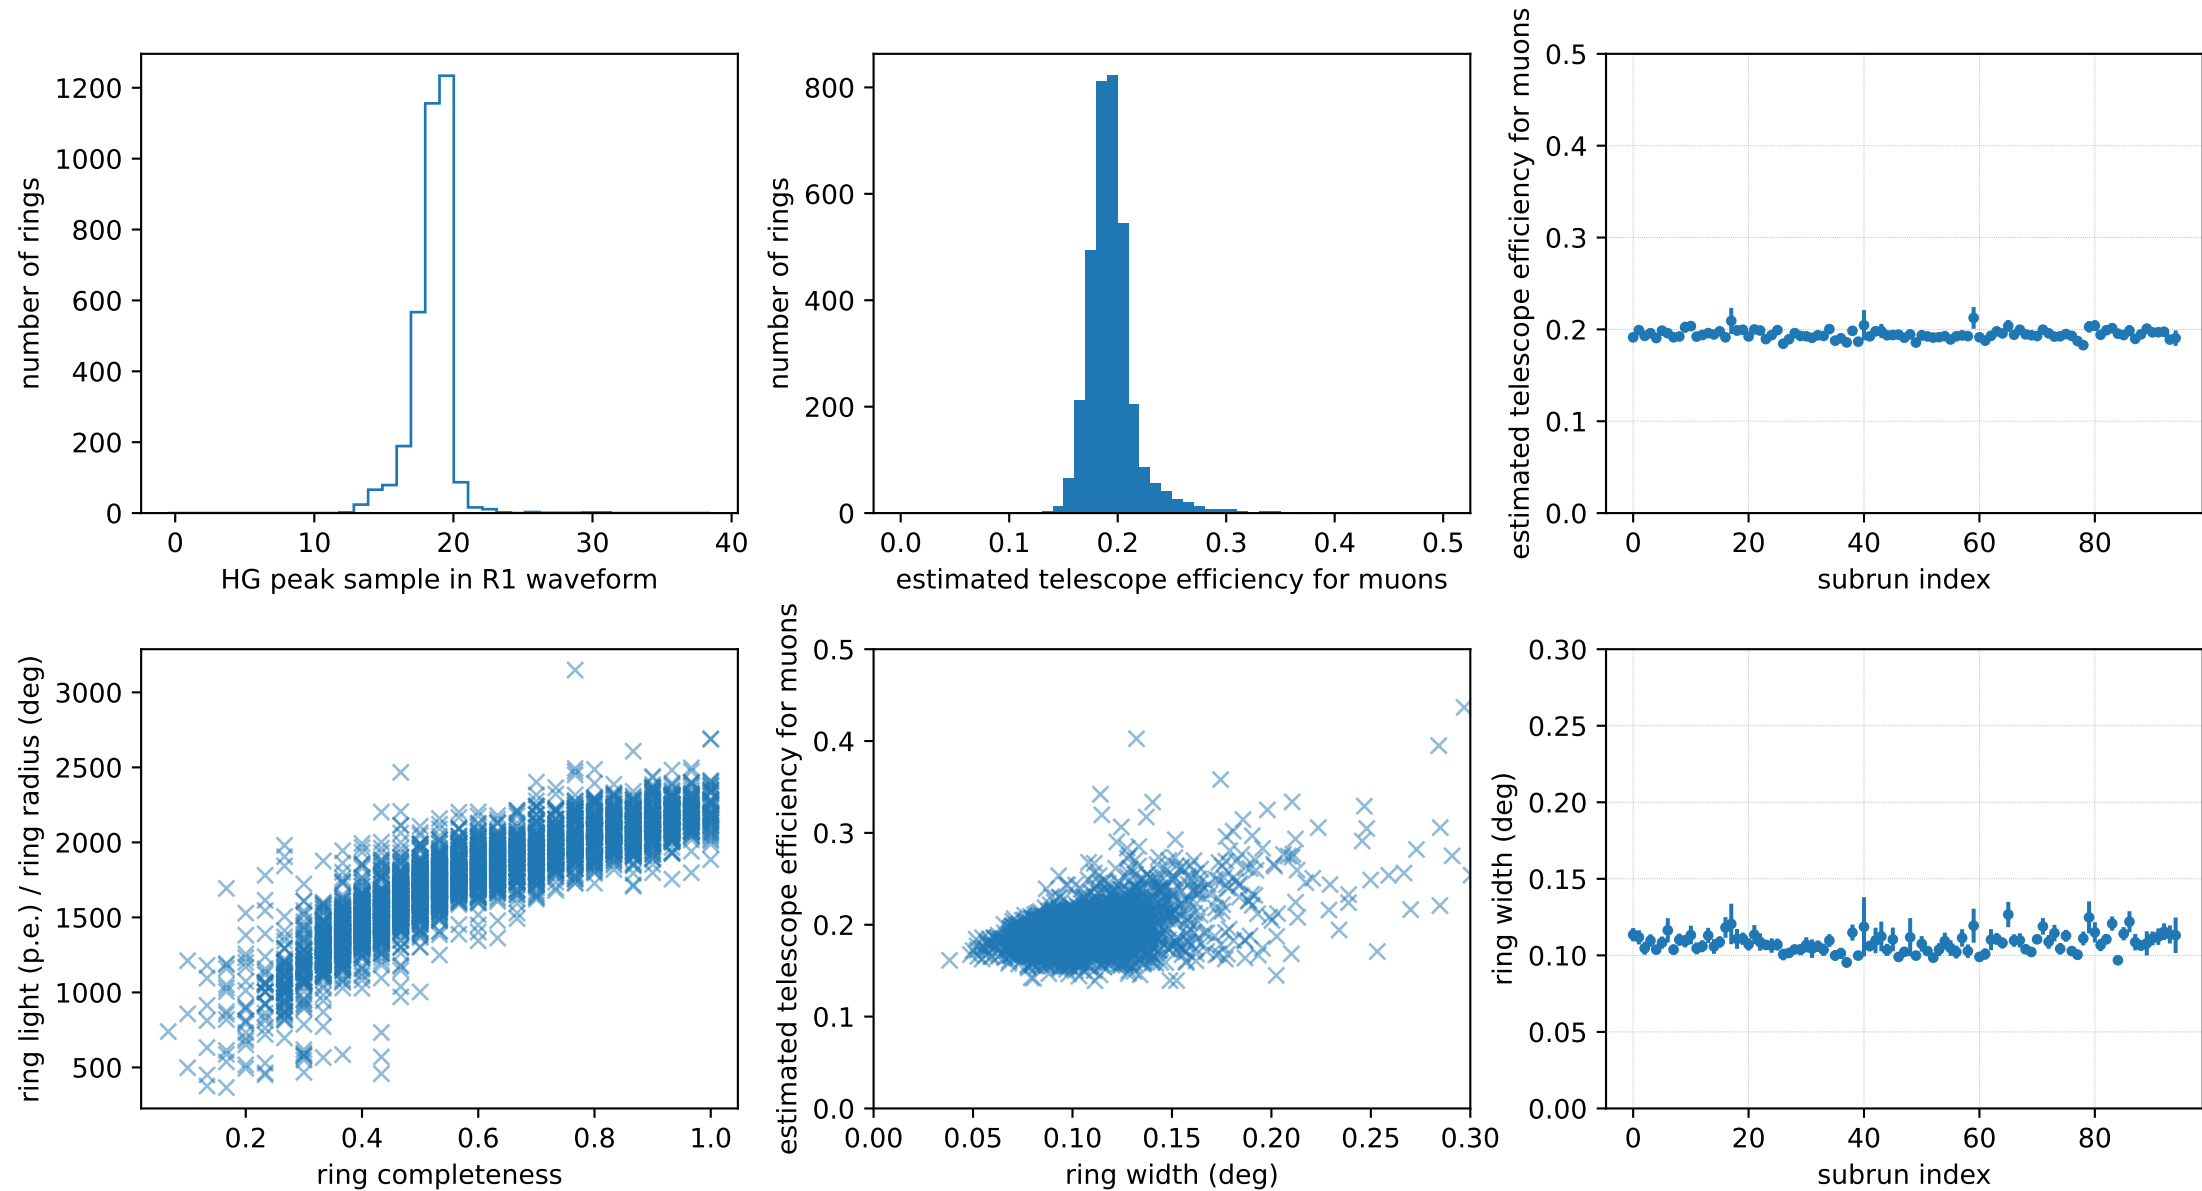 number of rings
1200
1000
800
600
400
200
0
0 10 20 30 40
HG peak sample in R1 waveform
number of rings
800
600
400
200
0
0.0 0.1 0.2 0.3 0.4 0.5
estimated telescope efficiency for muons
estimated telescope efficiency for muons
0.5
0.4
0.3
0.2
0.1
0.0
0 20 40 60 80
subrun index
ring light (p.e.) / ring radius (deg)
3000
2500
2000
1500
1000
500
0.2 0.4 0.6 0.8 1.0
ring completeness
estimated telescope efficiency for muons
0.5
0.4
0.3
0.2
0.1
0.0
0.00 0.05 0.10 0.15 0.20 0.25 0.30
ring width (deg)
ring width (deg)
0.30
0.25
0.20
0.15
0.10
0.05
0.00
0 20 40 60 80
subrun index